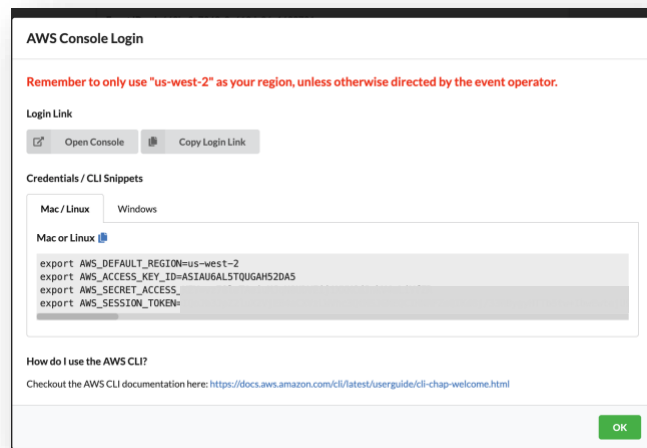 AWS Console Login
Remember to only use "us-west-2" as your region, unless otherwise directed by the event operator.
Login Link
Open Console Copy Login Link
Credentials / CLI Snippets
Mac / Linux Windows
Mac or Linux
export AWS_DEFAULT_REGION=us-west-2
export AWS_ACCESS_KEY_ID=ASIAU6AL5TQUGAH52DA5
export AWS_SECRET_ACCESS_
export AWS_SESSION_TOKEN=
How do I use the AWS CLI?
Checkout the AWS CLI documentation here: https://docs.aws.amazon.com/cli/latest/userguide/cli-chap-welcome.html
OK